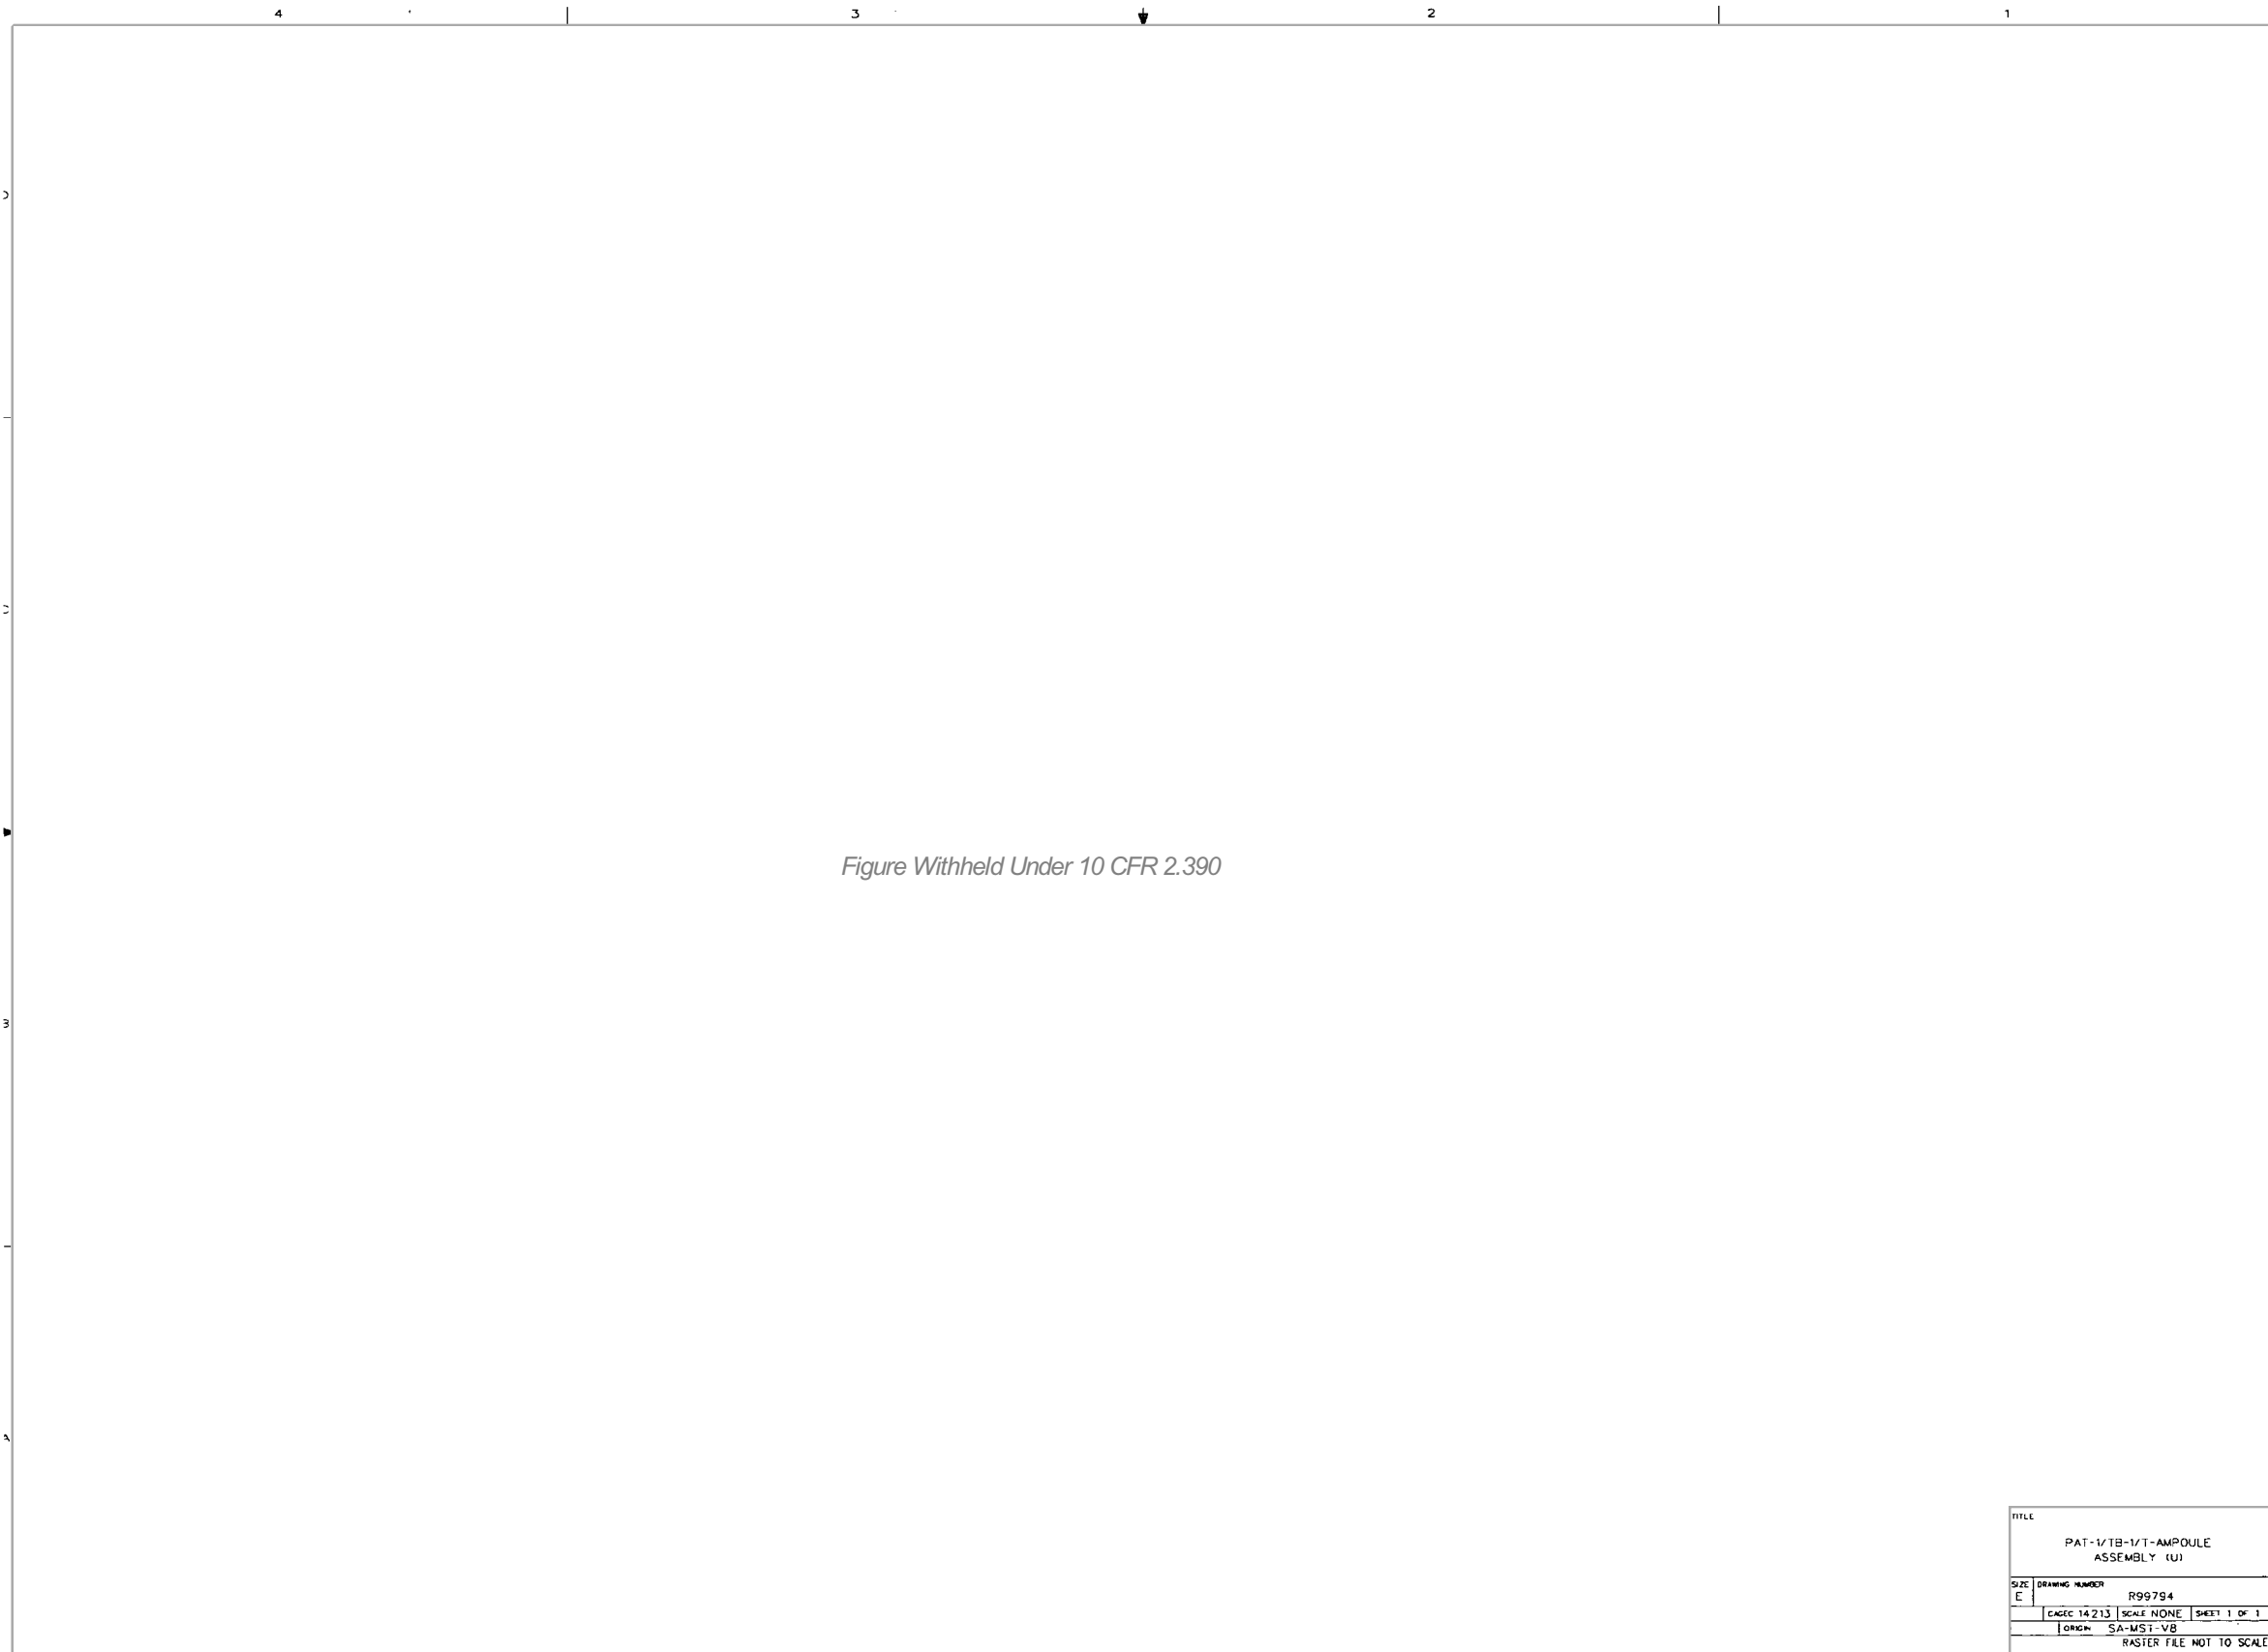 4 3 2 1
D
C
Figure Withheld Under 10 CFR 2.390
B
A
TITLE
PAT-1/TB-1/T-AMPOULE
ASSEMBLY (U)
SIZE DRAWING NUMBER
E R99794
CAGEC 14213 SCALE NONE SHEET 1 OF 1
ORIGIN SA-MST-V8
RASTER FILE NOT TO SCALE